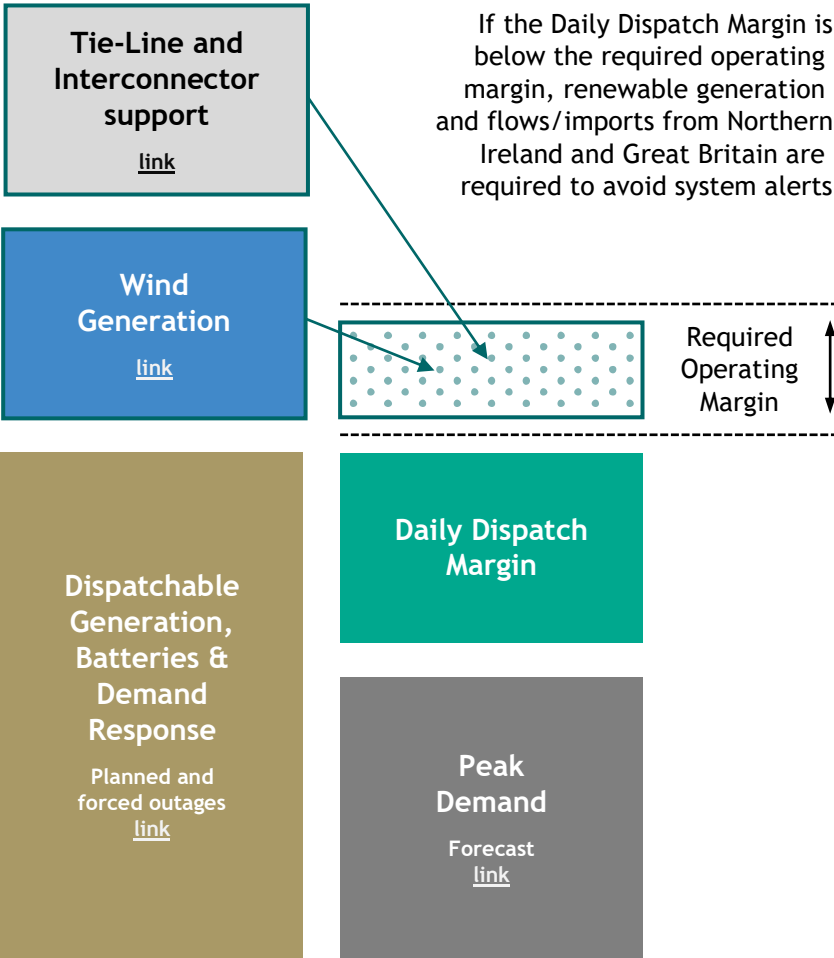 Tie-Line and
Interconnector
support
link
If the Daily Dispatch Margin is
below the required operating
margin, renewable generation
and flows/imports from Northern
Ireland and Great Britain are
required to avoid system alerts
Wind
Generation
link
Required
Operating
Margin
Daily Dispatch
Margin
Dispatchable
Generation,
Batteries &
Demand
Response
Planned and
forced outages
link
Peak
Demand
Forecast
link